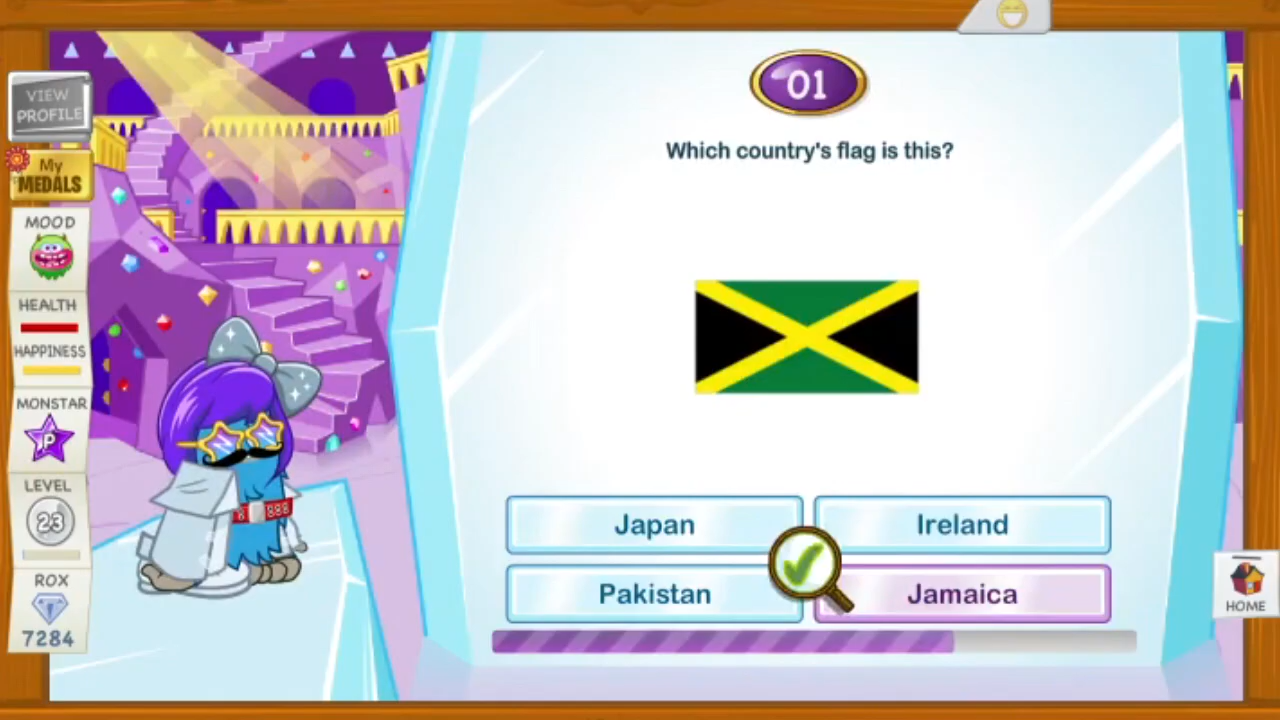 01
Which country's flag is this?
VIEW
PROFILE
My
MEDALS
MOOD
HEALTH
HAPPINESS
MONSTAR
P
LEVEL
23
ROX
7284
Japan
Ireland
Pakistan
Jamaica
HOME
N N
888